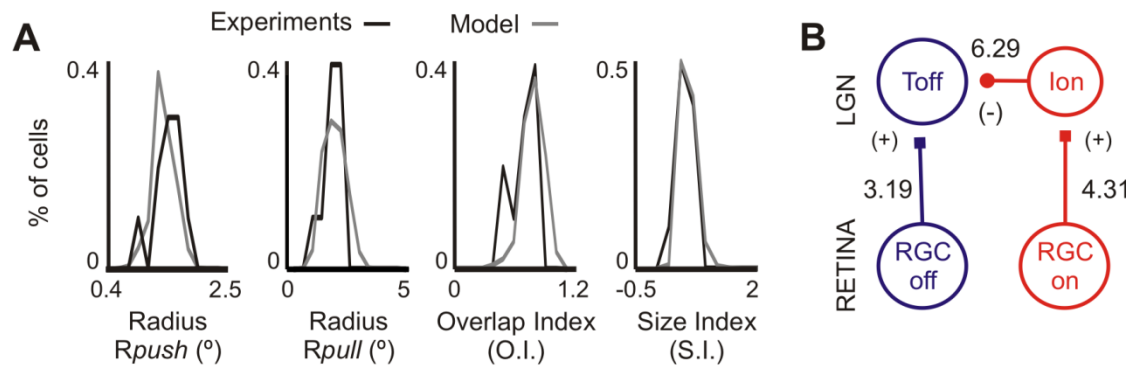 A
Experiments
Model
% of cells
0.4
0
0.4
2.5
Radius
Rpush (º)
0.4
0
0
5
Radius
Rpull (º)
0.4
0
0
1.2
Overlap Index
(O.I.)
0.5
0
-0.5
2
Size Index
(S.I.)
B
LGN
RETINA
Toff
6.29
Ion
(-)
(+)
(+)
3.19
4.31
RGC
off
RGC
on